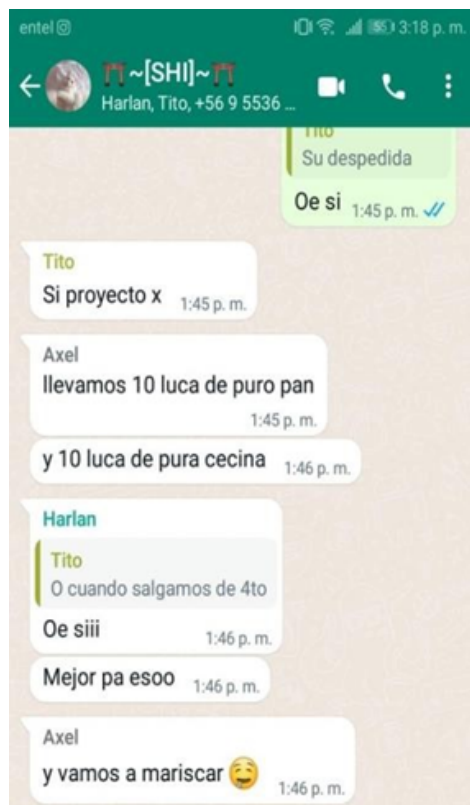 entel 55 3:18 p. m.
~[SHI]~
Harlan, Tito, +56 9 5536 ...
Tito
Su despedida
Oe si 1:45 p. m.
Tito
Si proyecto x 1:45 p. m.
Axel
llevamos 10 luca de puro pan
1:45 p. m.
y 10 luca de pura cecina 1:46 p. m.
Harlan
Tito
O cuando salgamos de 4to
Oe siii 1:46 p. m.
Mejor pa esoo 1:46 p. m.
Axel
y vamos a mariscar 🤤 1:46 p. m.